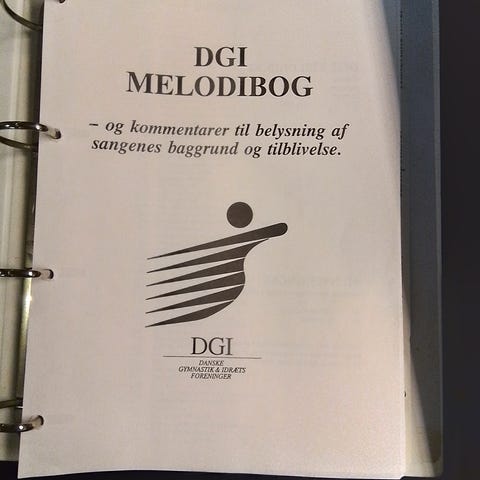 DGI
MELODIBOG
– og kommentarer til belysning af
sangenes baggrund og tilblivelse.
DGI
DANSKE
GYMNASTIK & IDRÆTS
FORENINGER